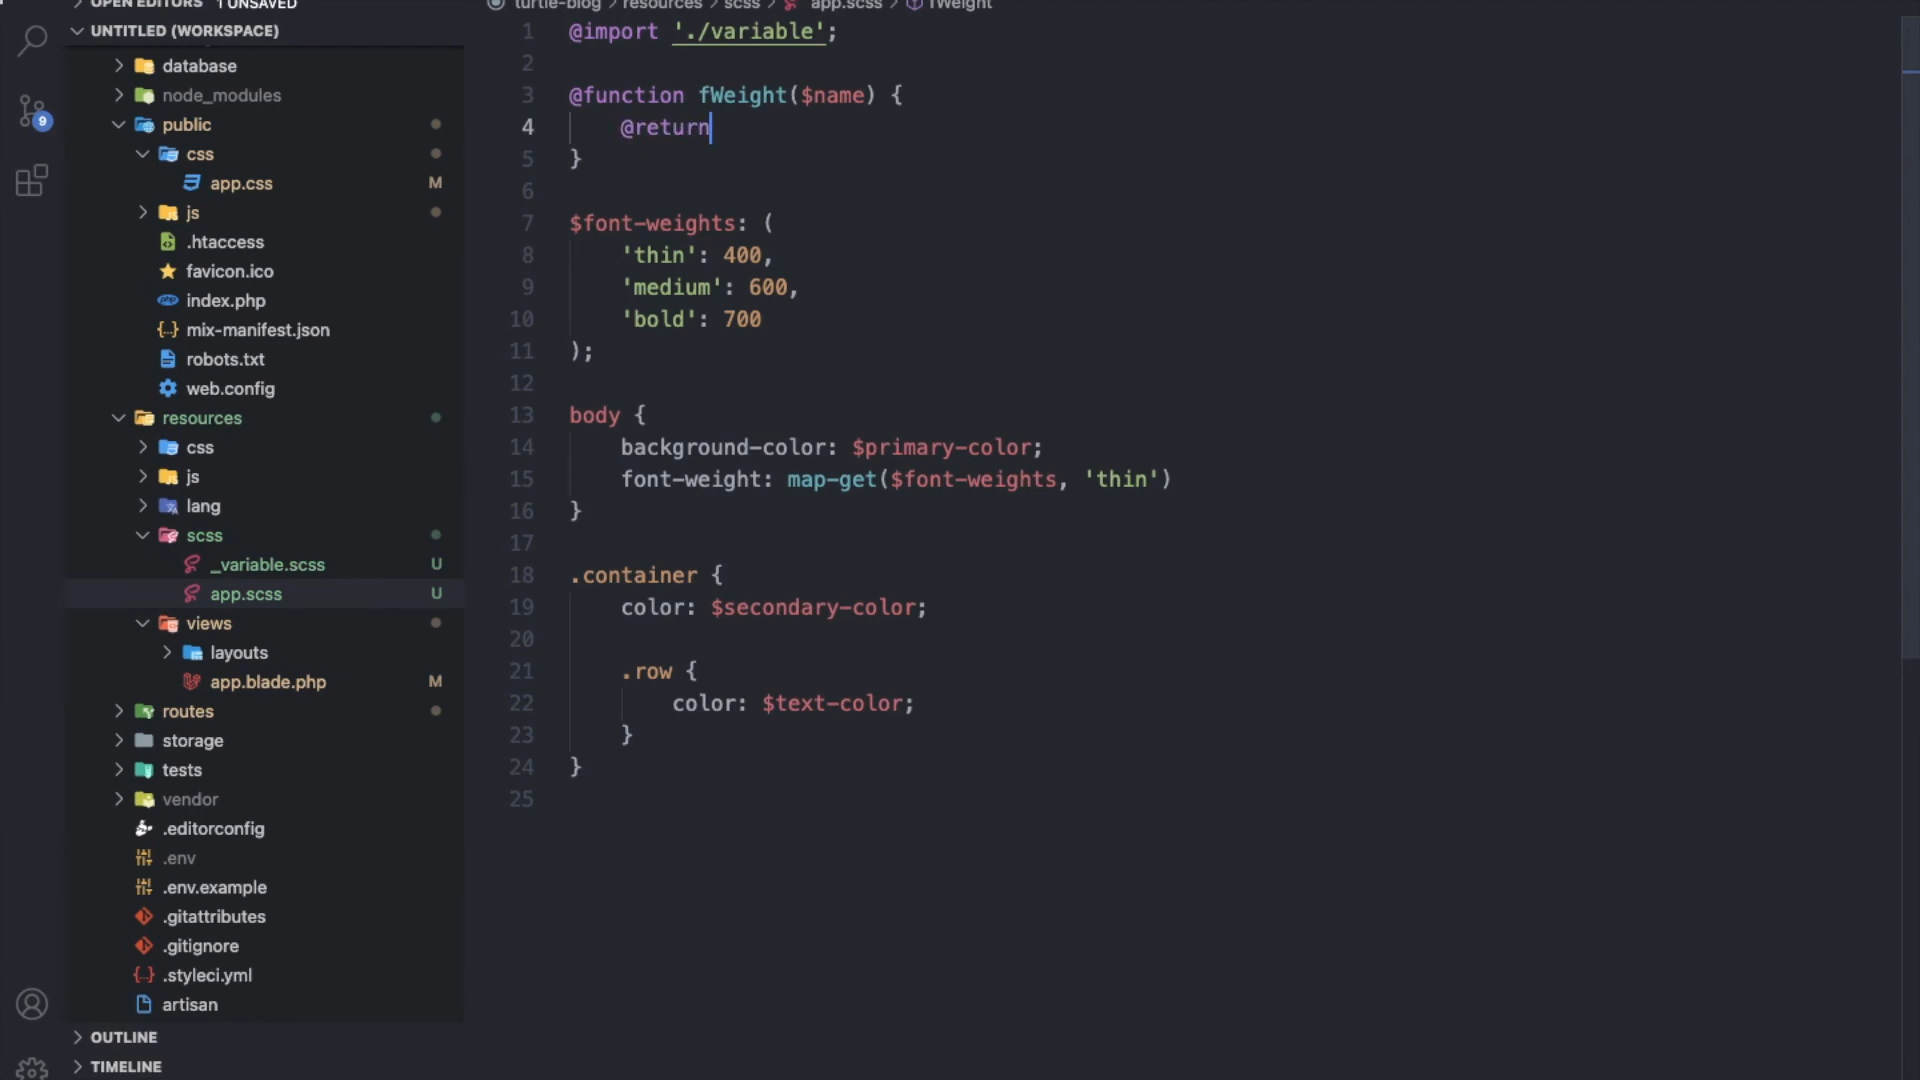 OPEN EDITORS 1 UNSAVED
UNTITLED (WORKSPACE)
database
node_modules
public
css
app.css M
js
.htaccess
favicon.ico
index.php
mix-manifest.json
robots.txt
web.config
resources
css
js
lang
scss
_variable.scss U
app.scss U
views
layouts
app.blade.php M
routes
storage
tests
vendor
.editorconfig
.env
.env.example
.gitattributes
.gitignore
.styleci.yml
artisan
OUTLINE
TIMELINE
9
turtle-blog > resources > scss > app.scss > fWeight
1 @import './variable';
2
3 @function fWeight($name) {
4 @return
5 }
6
7 $font-weights: (
8 'thin': 400,
9 'medium': 600,
10 'bold': 700
11 );
12
13 body {
14 background-color: $primary-color;
15 font-weight: map-get($font-weights, 'thin')
16 }
17
18 .container {
19 color: $secondary-color;
20
21 .row {
22 color: $text-color;
23 }
24 }
25